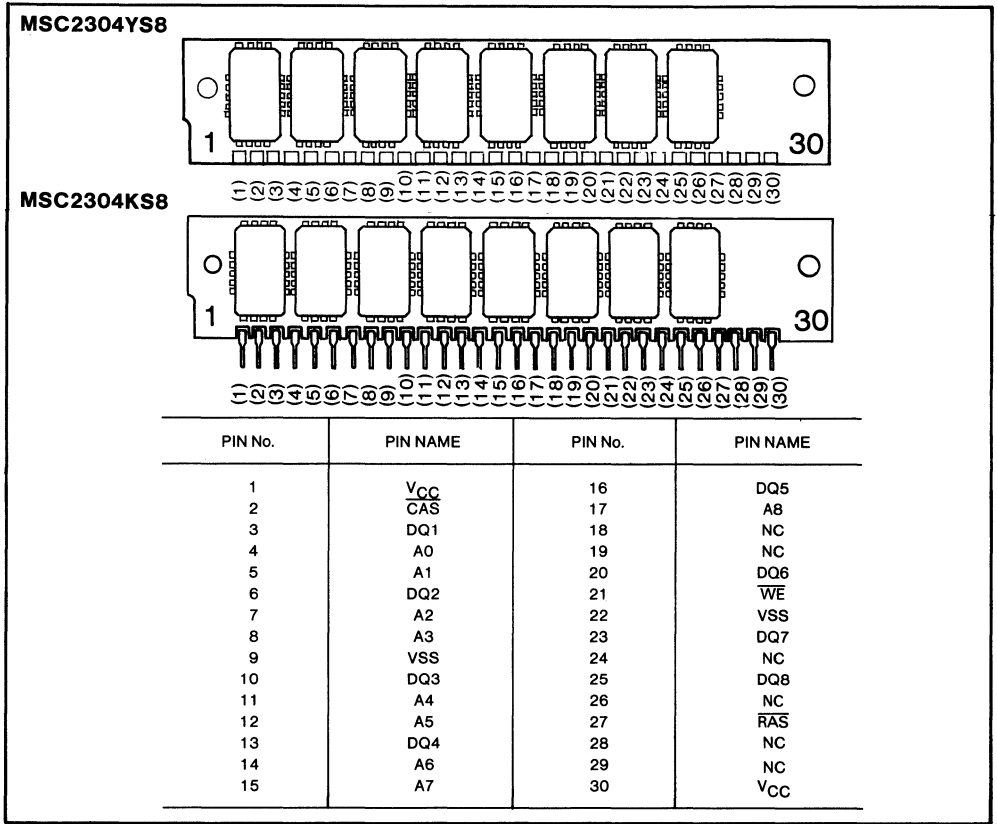 MSC2304YS8
1 30
(1) (2) (3) (4) (5) (6) (7) (8) (9) (10) (11) (12) (13) (14) (15) (16) (17) (18) (19) (20) (21) (22) (23) (24) (25) (26) (27) (28) (29) (30)
MSC2304KS8
1 30
(1) (2) (3) (4) (5) (6) (7) (8) (9) (10) (11) (12) (13) (14) (15) (16) (17) (18) (19) (20) (21) (22) (23) (24) (25) (26) (27) (28) (29) (30)
PIN No. PIN NAME PIN No. PIN NAME
1 VCC 16 DQ5
2 C̅A̅S̅ 17 A8
3 DQ1 18 NC
4 A0 19 NC
5 A1 20 DQ6
6 DQ2 21 W̅E̅
7 A2 22 VSS
8 A3 23 DQ7
9 VSS 24 NC
10 DQ3 25 DQ8
11 A4 26 NC
12 A5 27 R̅A̅S̅
13 DQ4 28 NC
14 A6 29 NC
15 A7 30 VCC